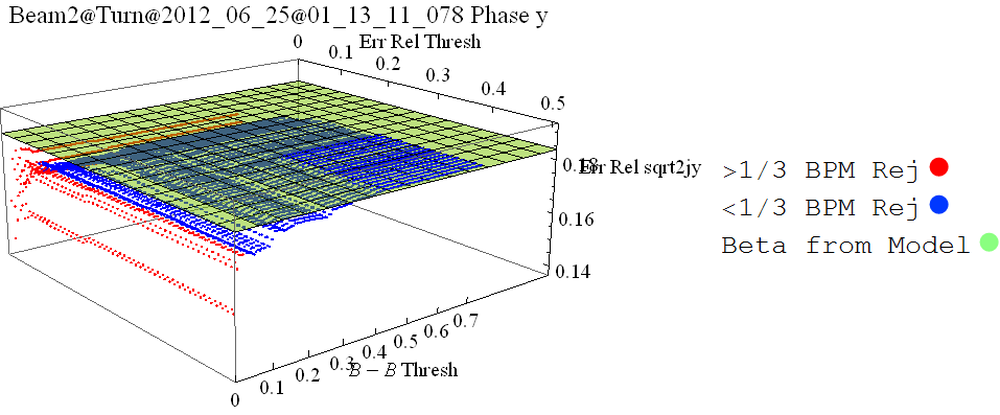 Beam2@Turn@2012_06_25@01_13_11_078 Phase y
0
0.1
Err Rel Thresh
0.2
0.3
0.4
0.5
0.18
Err Rel sqrt2jy
0.16
0.14
>1/3 BPM Rej
<1/3 BPM Rej
Beta from Model
0.7
0.6
0.5
0.4
0.3
B − B Thresh
0.2
0.1
0